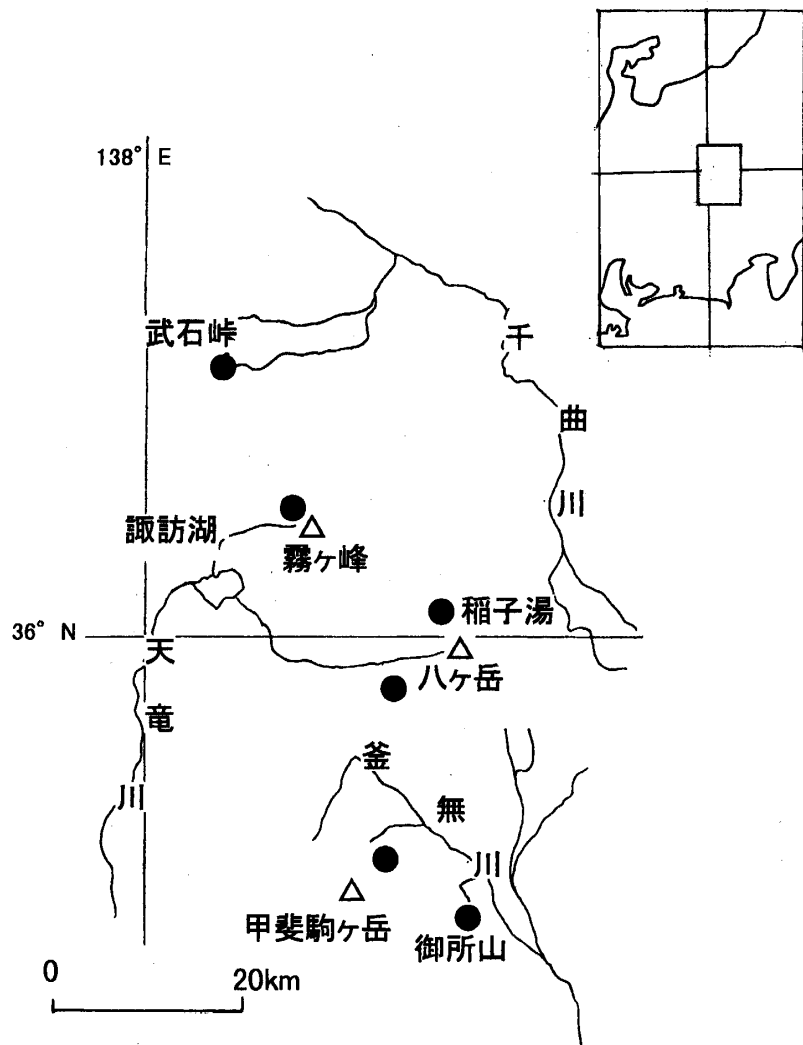 138° E
武石峠
千曲川
諏訪湖
霧ヶ峰
稲子湯
36° N
八ヶ岳
天竜川
釜無川
甲斐駒ヶ岳
御所山
0 20km